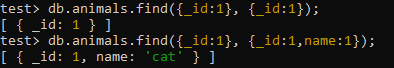 test> db.animals.find({_id:1}, {_id:1});
[ { _id: 1 } ]
test> db.animals.find({_id:1}, {_id:1,name:1});
[ { _id: 1, name: 'cat' } ]